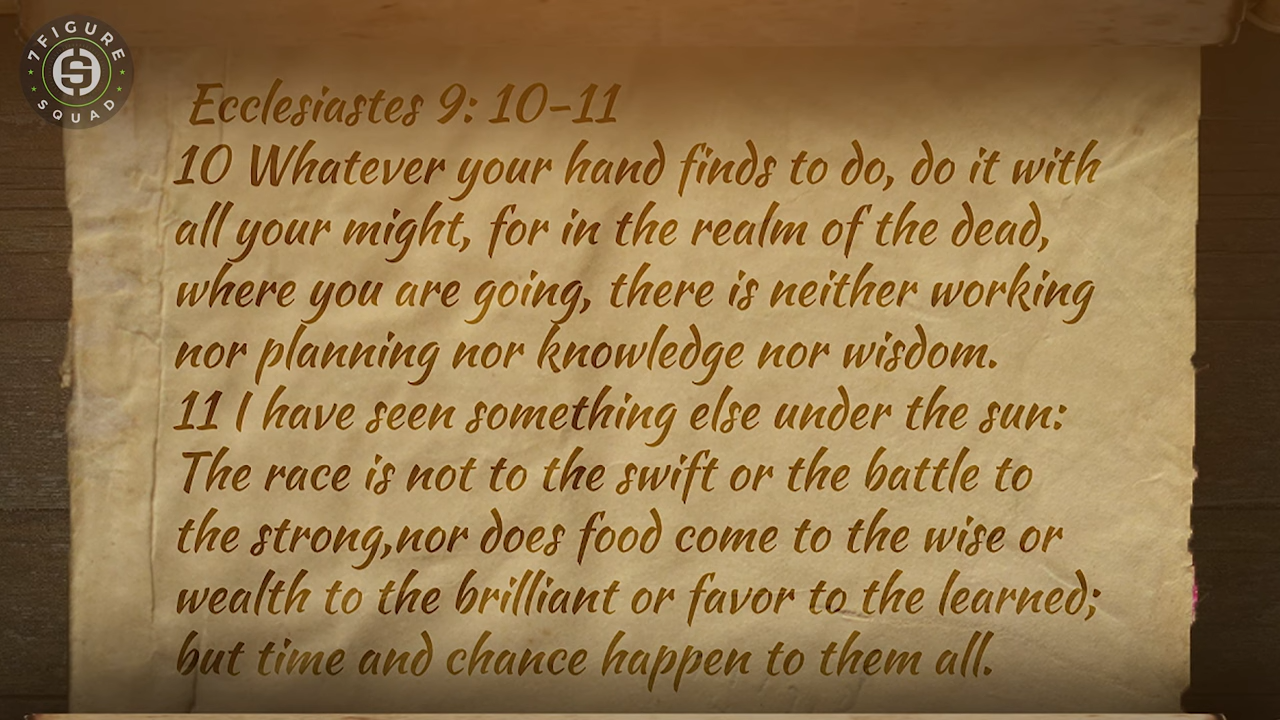 7FIGURE
SQUAD
Ecclesiastes 9: 10-11
10 Whatever your hand finds to do, do it with
all your might, for in the realm of the dead,
where you are going, there is neither working
nor planning nor knowledge nor wisdom.
11 I have seen something else under the sun:
The race is not to the swift or the battle to
the strong,nor does food come to the wise or
wealth to the brilliant or favor to the learned;
but time and chance happen to them all.